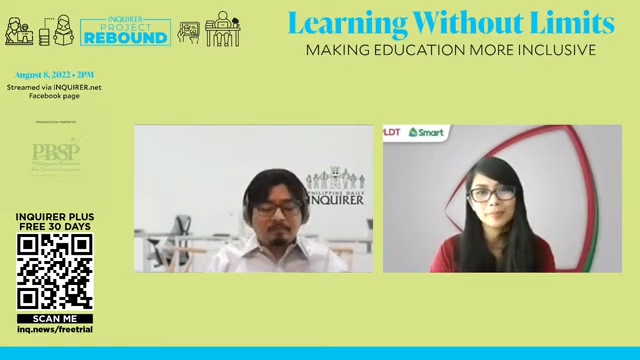 INQUIRER
PROJECT
REBOUND
Learning Without Limits
MAKING EDUCATION MORE INCLUSIVE
August 8, 2022 • 2PM
Streamed via INQUIRER.net
Facebook page
PBSP
INQUIRER PLUS
FREE 30 DAYS
SCAN ME
inq.news/freetrial
PHILIPPINE DAILY
INQUIRER
PLDT Smart